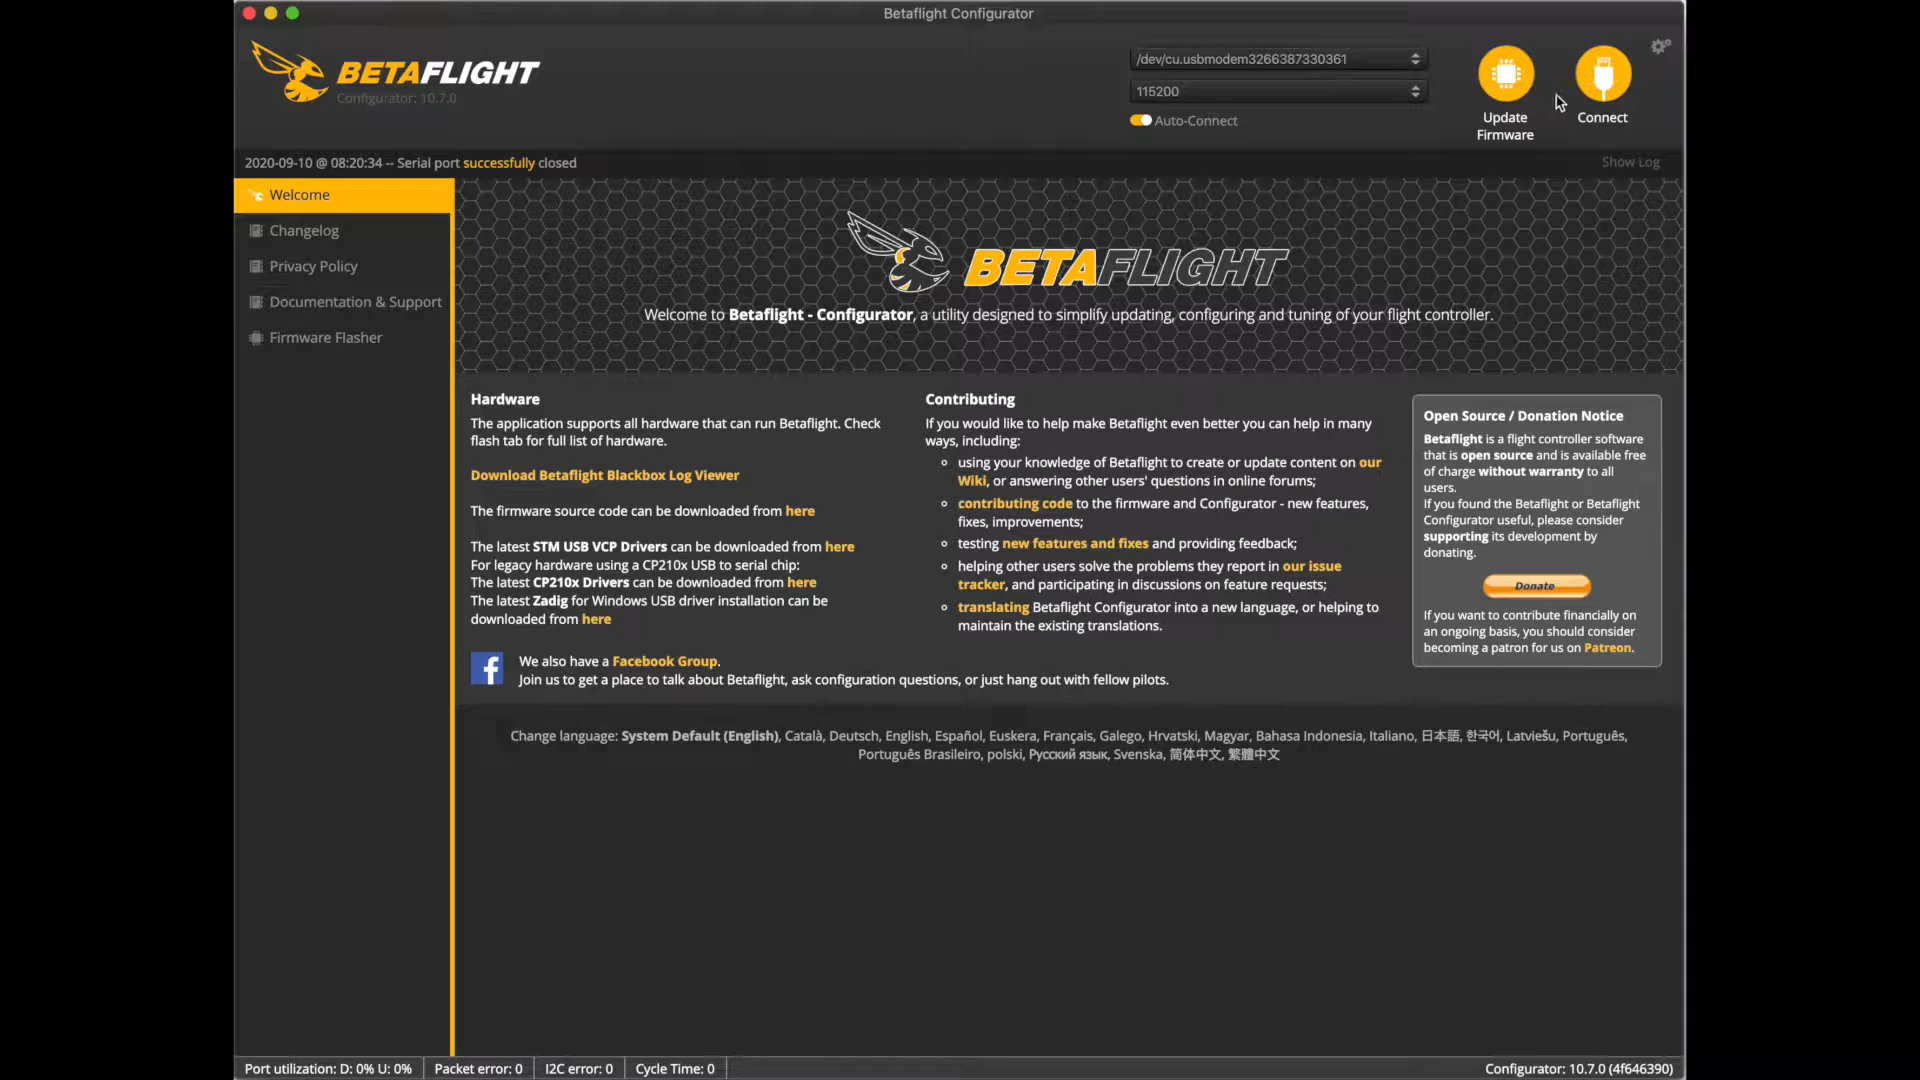 Betaflight Configurator
BETAFLIGHT
Configurator: 10.7.0
/dev/cu.usbmodem3266387330361
115200
Auto-Connect
Update
Firmware
Connect
2020-09-10 @ 08:20:34 -- Serial port successfully closed
Show Log
Welcome
Changelog
Privacy Policy
Documentation & Support
Firmware Flasher
BETAFLIGHT
Welcome to Betaflight - Configurator, a utility designed to simplify updating, configuring and tuning of your flight controller.
Hardware
The application supports all hardware that can run Betaflight. Check
flash tab for full list of hardware.
Download Betaflight Blackbox Log Viewer
The firmware source code can be downloaded from here
The latest STM USB VCP Drivers can be downloaded from here
For legacy hardware using a CP210x USB to serial chip:
The latest CP210x Drivers can be downloaded from here
The latest Zadig for Windows USB driver installation can be
downloaded from here
Contributing
If you would like to help make Betaflight even better you can help in many
ways, including:
using your knowledge of Betaflight to create or update content on our
Wiki, or answering other users' questions in online forums;
contributing code to the firmware and Configurator - new features,
fixes, improvements;
testing new features and fixes and providing feedback;
helping other users solve the problems they report in our issue
tracker, and participating in discussions on feature requests;
translating Betaflight Configurator into a new language, or helping to
maintain the existing translations.
Open Source / Donation Notice
Betaflight is a flight controller software
that is open source and is available free
of charge without warranty to all
users.
If you found the Betaflight or Betaflight
Configurator useful, please consider
supporting its development by
donating.
Donate
If you want to contribute financially on
an ongoing basis, you should consider
becoming a patron for us on Patreon.
f
We also have a Facebook Group.
Join us to get a place to talk about Betaflight, ask configuration questions, or just hang out with fellow pilots.
Change language: System Default (English), Català, Deutsch, English, Español, Euskera, Français, Galego, Hrvatski, Magyar, Bahasa Indonesia, Italiano, 日本語, 한국어, Latviešu, Português,
Português Brasileiro, polski, Русский язык, Svenska, 简体中文, 繁體中文
Port utilization: D: 0% U: 0%
Packet error: 0
I2C error: 0
Cycle Time: 0
Configurator: 10.7.0 (4f646390)